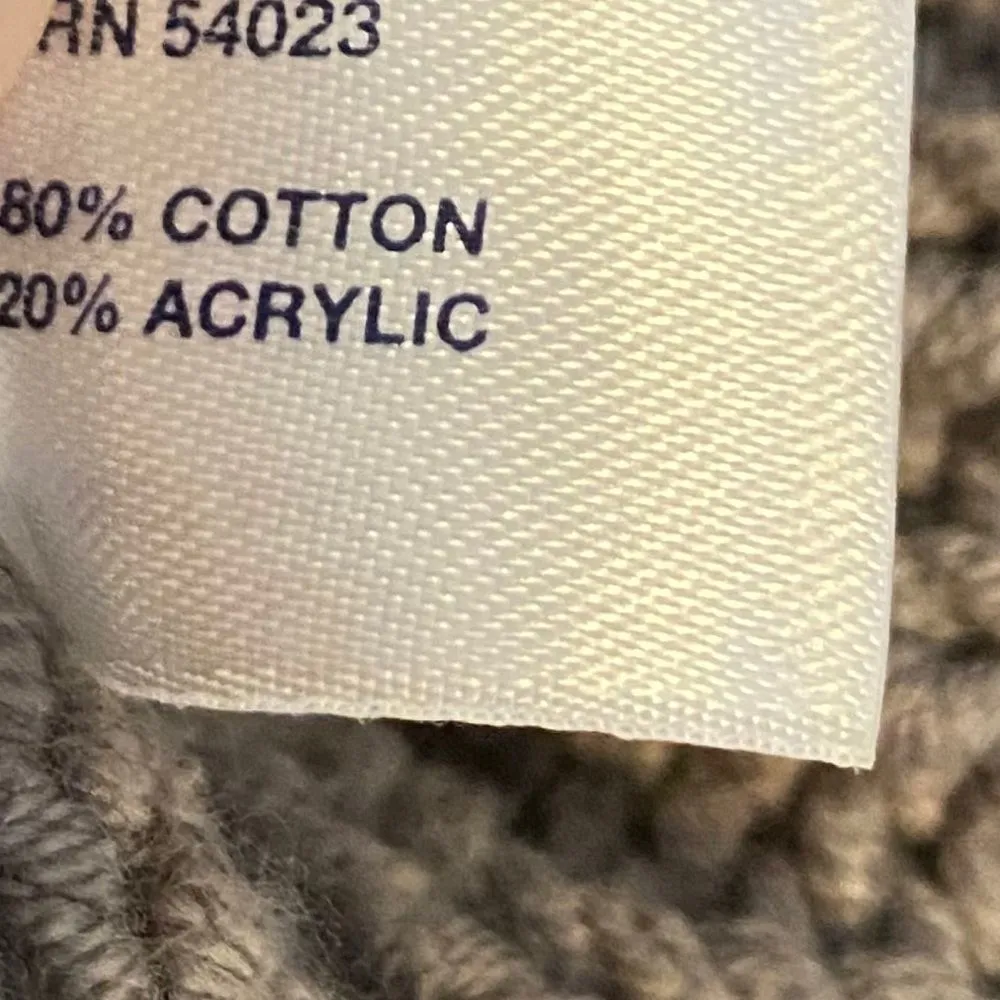 RN 54023
80% COTTON
20% ACRYLIC